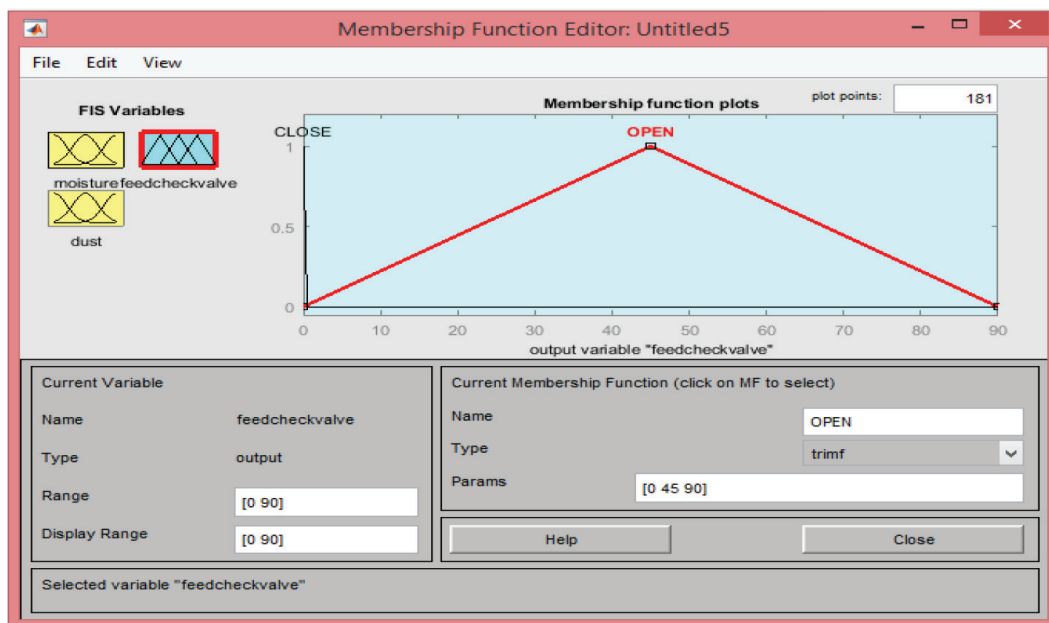 Membership Function Editor: Untitled5
File Edit View
FIS Variables
moisture
feedcheckvalve
dust
Membership function plots
plot points: 181
CLOSE
OPEN
1
0.5
0
0 10 20 30 40 50 60 70 80 90
output variable "feedcheckvalve"
Current Variable
Name feedcheckvalve
Type output
Range [0 90]
Display Range [0 90]
Current Membership Function (click on MF to select)
Name OPEN
Type trimf
Params [0 45 90]
Help Close
Selected variable "feedcheckvalve"